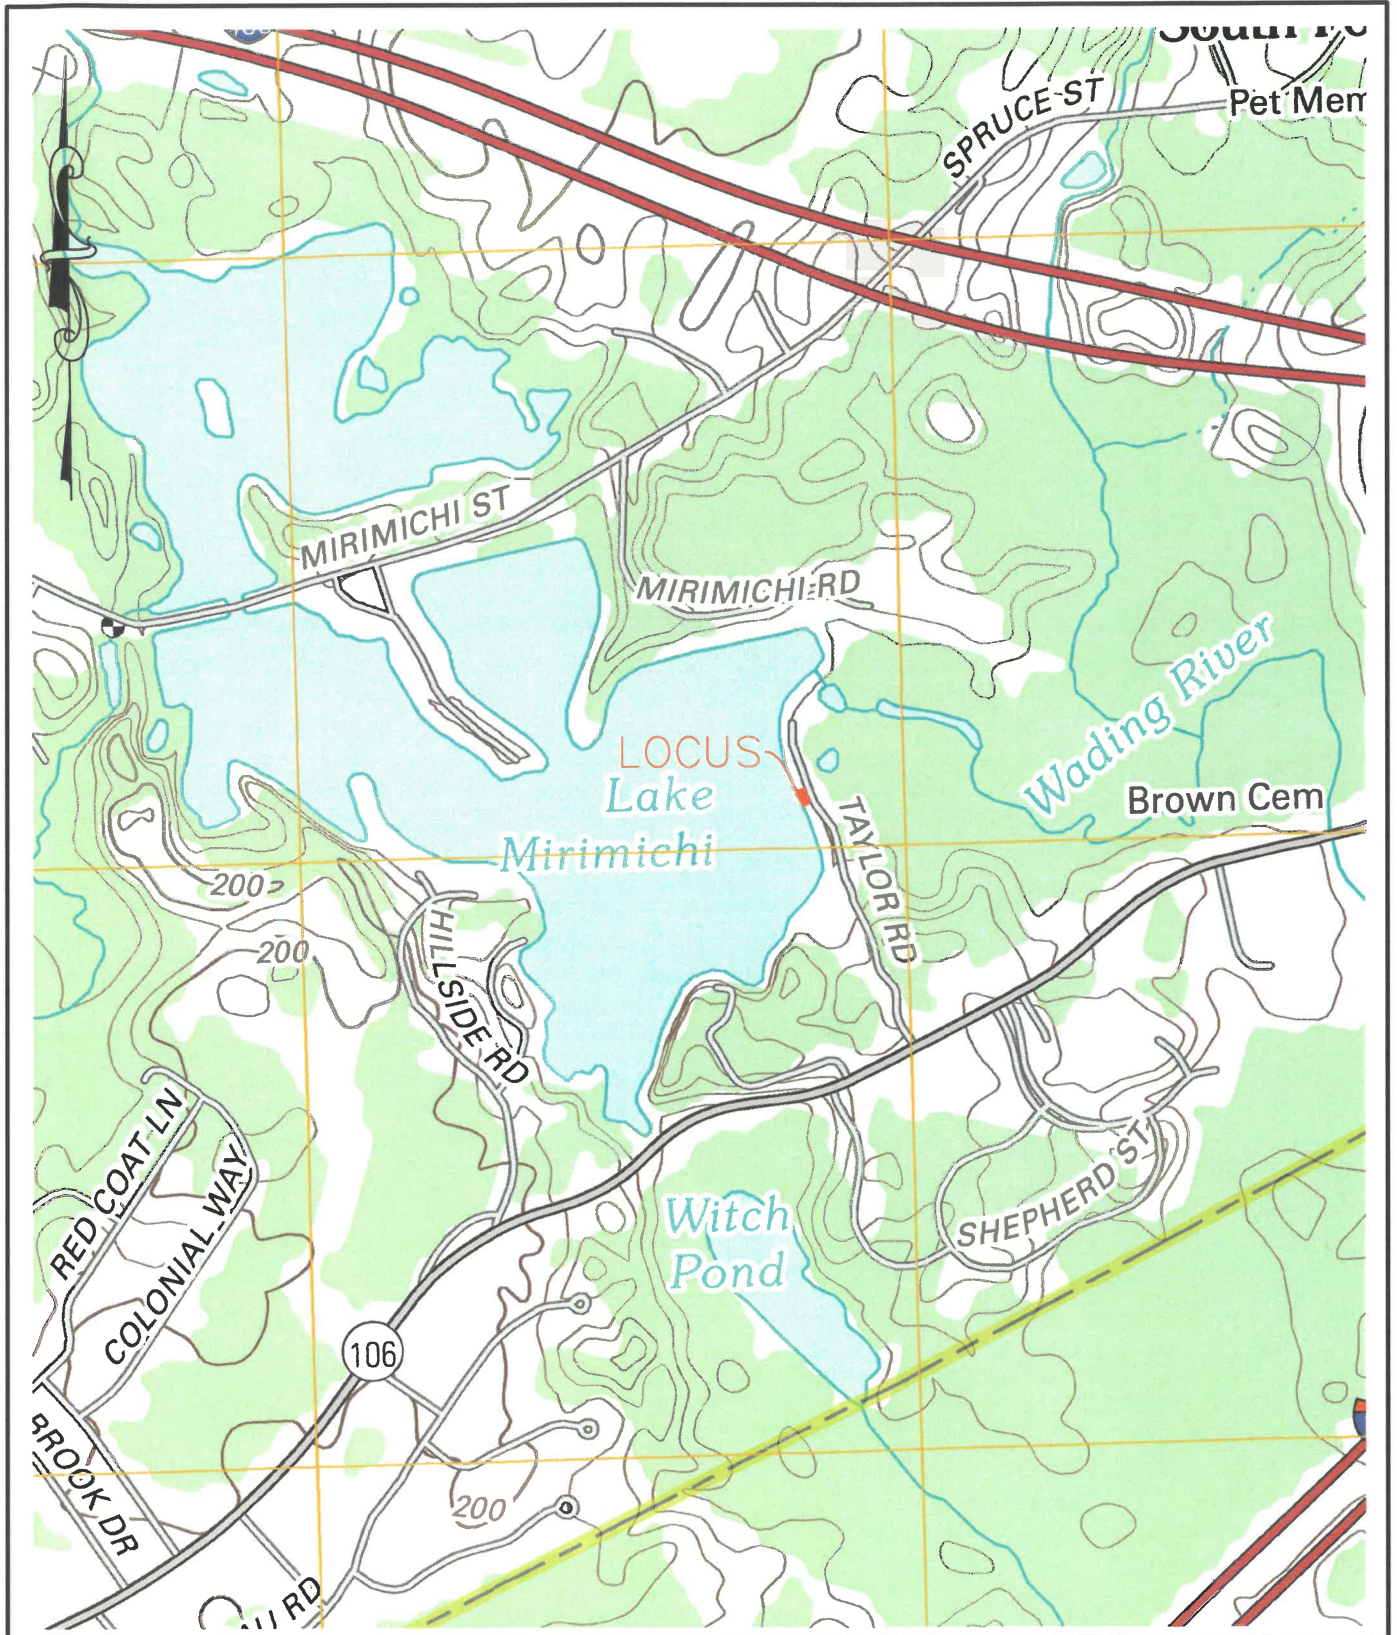 SPRUCE ST
Pet Mem
MIRIMICHI ST
MIRIMICHI RD
Wading River
LOCUS
Lake
Mirimichi
Brown Cem
TAYLOR RD
200
200
HILLSIDE RD
RED COAT LN
COLONIAL WAY
Witch
Pond
SHEPHERD ST
106
BROOK DR
200
RD